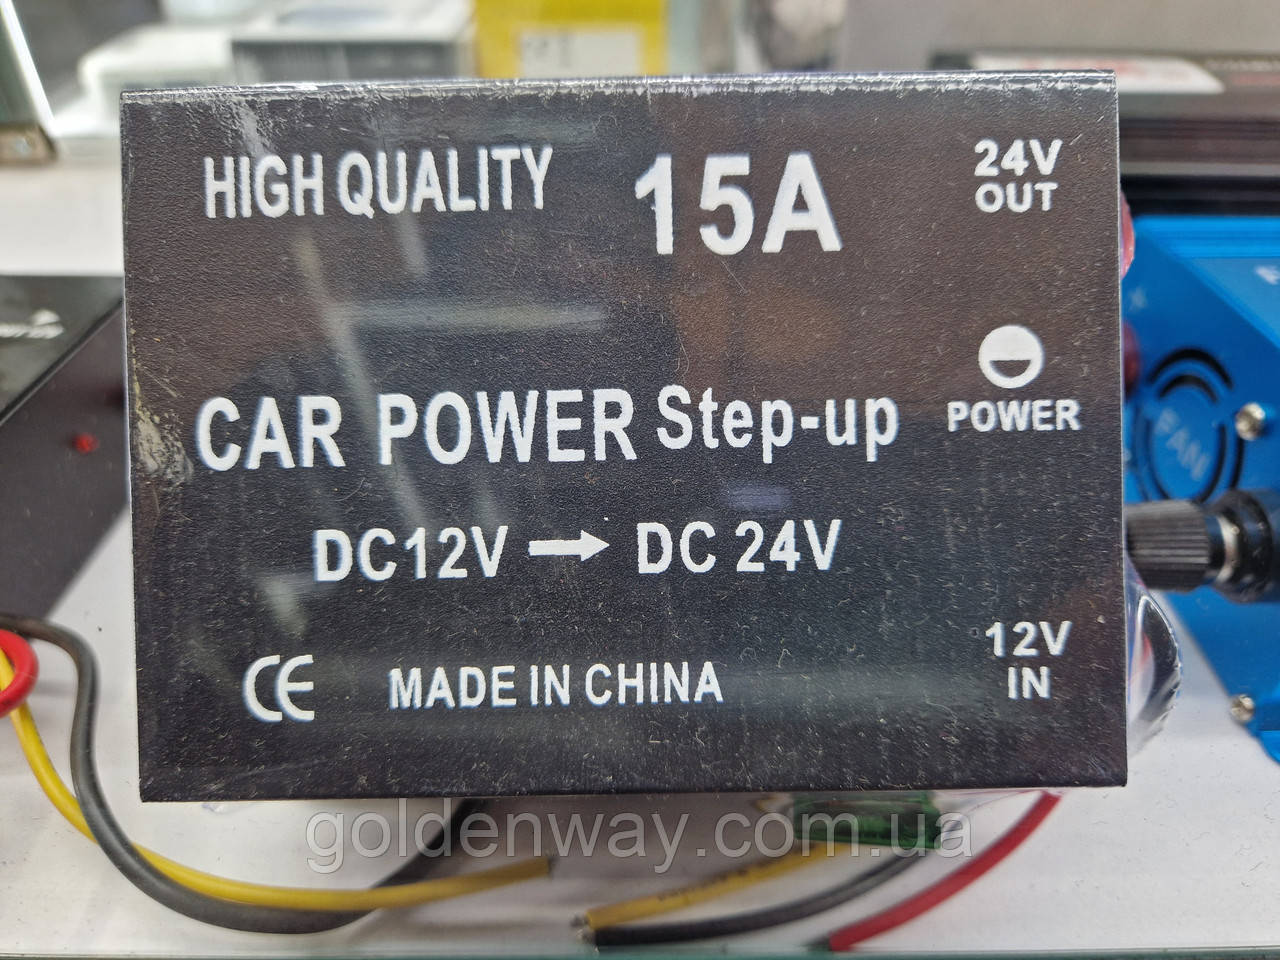 HIGH QUALITY 15A 24V
OUT
CAR POWER Step-up POWER
DC12V → DC 24V
CE MADE IN CHINA 12V
IN
FAN
goldenway.com.ua